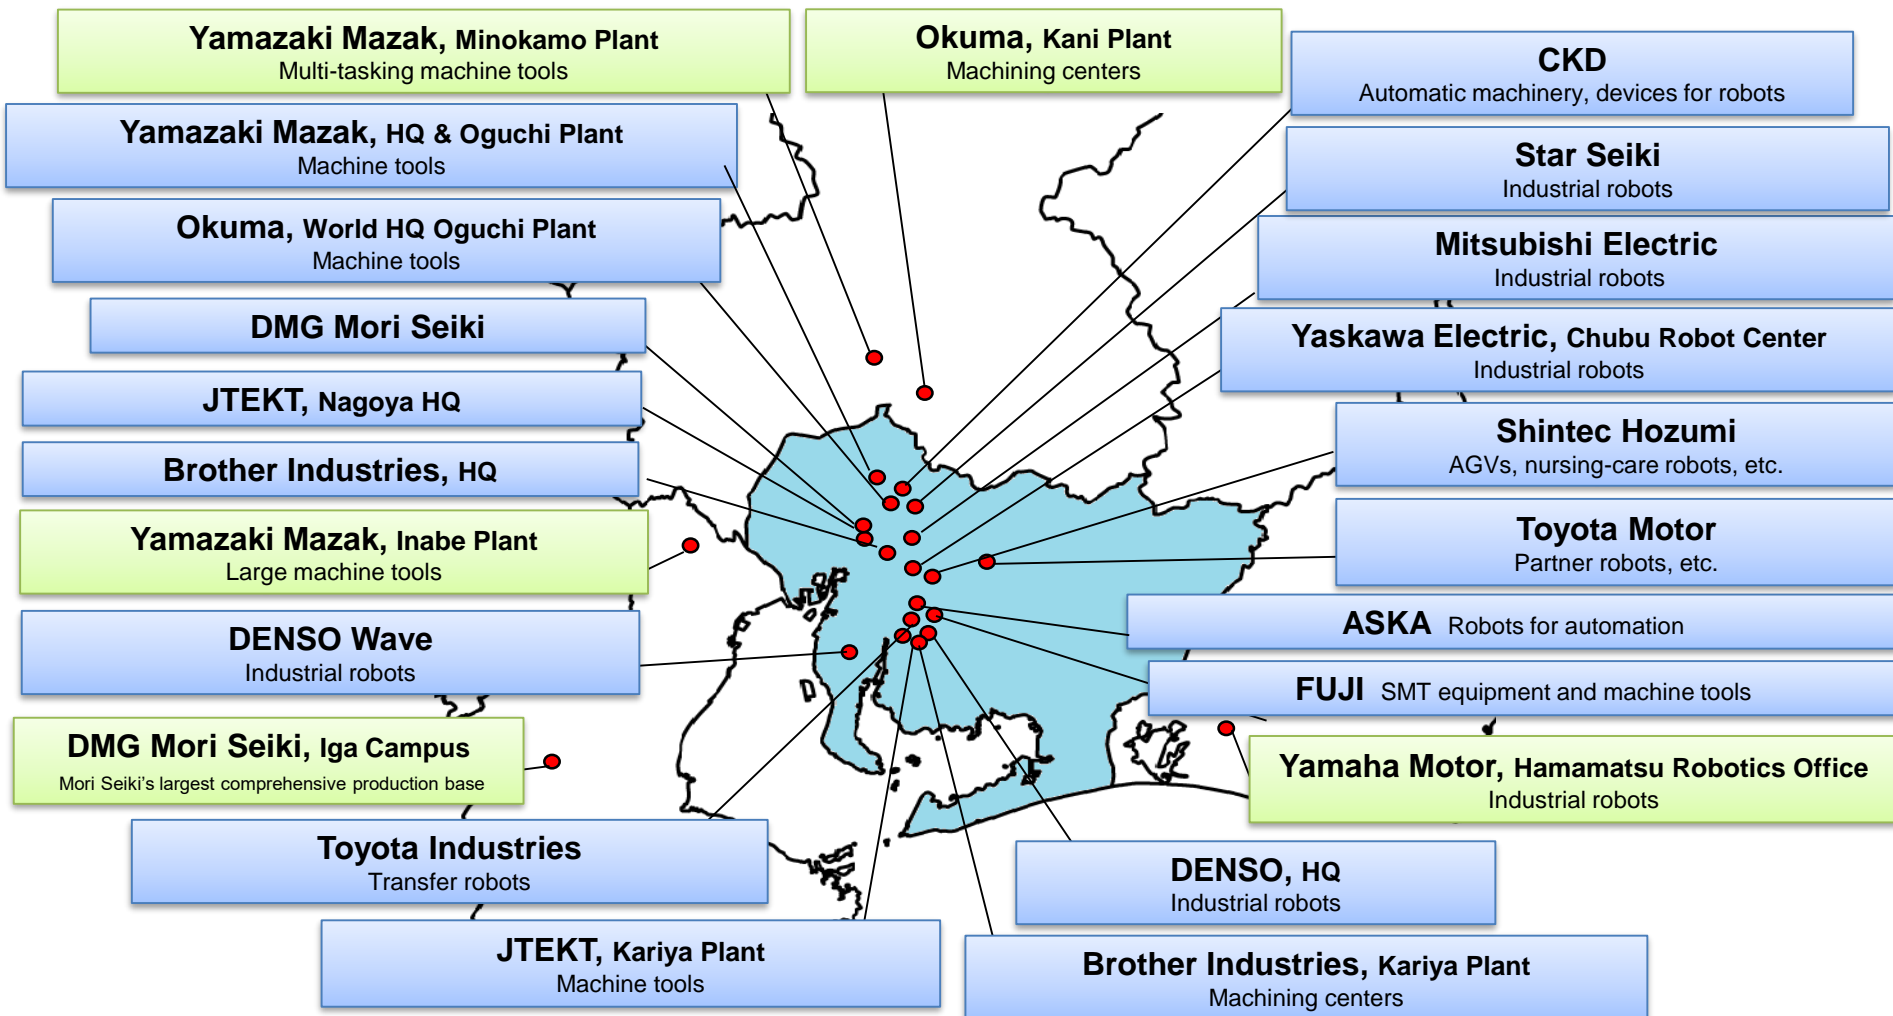 Yamazaki Mazak, Minokamo Plant
Multi-tasking machine tools
Okuma, Kani Plant
Machining centers
CKD
Automatic machinery, devices for robots
Yamazaki Mazak, HQ & Oguchi Plant
Machine tools
Star Seiki
Industrial robots
Okuma, World HQ Oguchi Plant
Machine tools
Mitsubishi Electric
Industrial robots
DMG Mori Seiki
Yaskawa Electric, Chubu Robot Center
Industrial robots
JTEKT, Nagoya HQ
Shintec Hozumi
AGVs, nursing-care robots, etc.
Brother Industries, HQ
Yamazaki Mazak, Inabe Plant
Large machine tools
Toyota Motor
Partner robots, etc.
DENSO Wave
Industrial robots
ASKA Robots for automation
FUJI SMT equipment and machine tools
DMG Mori Seiki, Iga Campus
Mori Seiki's largest comprehensive production base
Yamaha Motor, Hamamatsu Robotics Office
Industrial robots
Toyota Industries
Transfer robots
DENSO, HQ
Industrial robots
JTEKT, Kariya Plant
Machine tools
Brother Industries, Kariya Plant
Machining centers